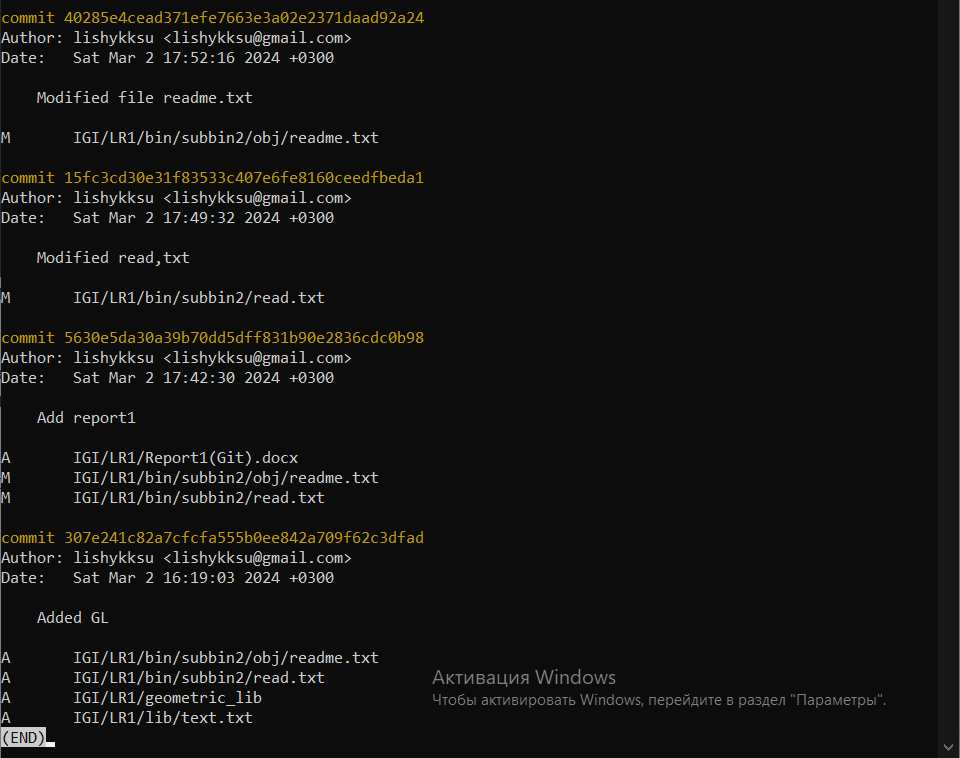 commit 40285e4cead371efe7663e3a02e2371daad92a24
Author: lishykksu <lishykksu@gmail.com>
Date:   Sat Mar 2 17:52:16 2024 +0300
Modified file readme.txt
M       IGI/LR1/bin/subbin2/obj/readme.txt
commit 15fc3cd30e31f83533c407e6fe8160ceedfbeda1
Author: lishykksu <lishykksu@gmail.com>
Date:   Sat Mar 2 17:49:32 2024 +0300
Modified read,txt
M       IGI/LR1/bin/subbin2/read.txt
commit 5630e5da30a39b70dd5dff831b90e2836cdc0b98
Author: lishykksu <lishykksu@gmail.com>
Date:   Sat Mar 2 17:42:30 2024 +0300
Add report1
A       IGI/LR1/Report1(Git).docx
M       IGI/LR1/bin/subbin2/obj/readme.txt
M       IGI/LR1/bin/subbin2/read.txt
commit 307e241c82a7cfcfa555b0ee842a709f62c3dfad
Author: lishykksu <lishykksu@gmail.com>
Date:   Sat Mar 2 16:19:03 2024 +0300
Added GL
A       IGI/LR1/bin/subbin2/obj/readme.txt
A       IGI/LR1/bin/subbin2/read.txt
A       IGI/LR1/geometric_lib
A       IGI/LR1/lib/text.txt
(END)
Активация Windows
Чтобы активировать Windows, перейдите в раздел "Параметры".